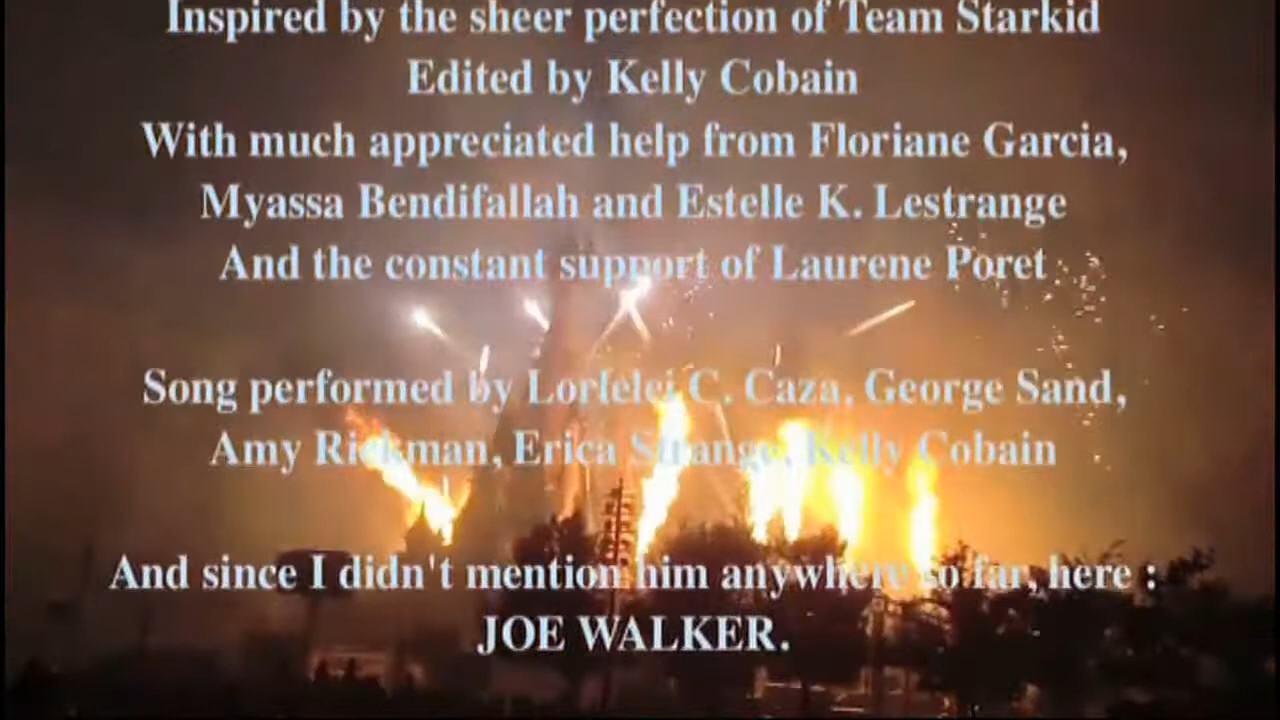 Inspired by the sheer perfection of Team Starkid
Edited by Kelly Cobain
With much appreciated help from Floriane Garcia,
Myassa Bendifallah and Estelle K. Lestrange
And the constant support of Laurene Poret
Song performed by Lorlelei C. Caza, George Sand,
Amy Rickman, Erica Strange, Kelly Cobain
And since I didn't mention him anywhere so far, here :
JOE WALKER.